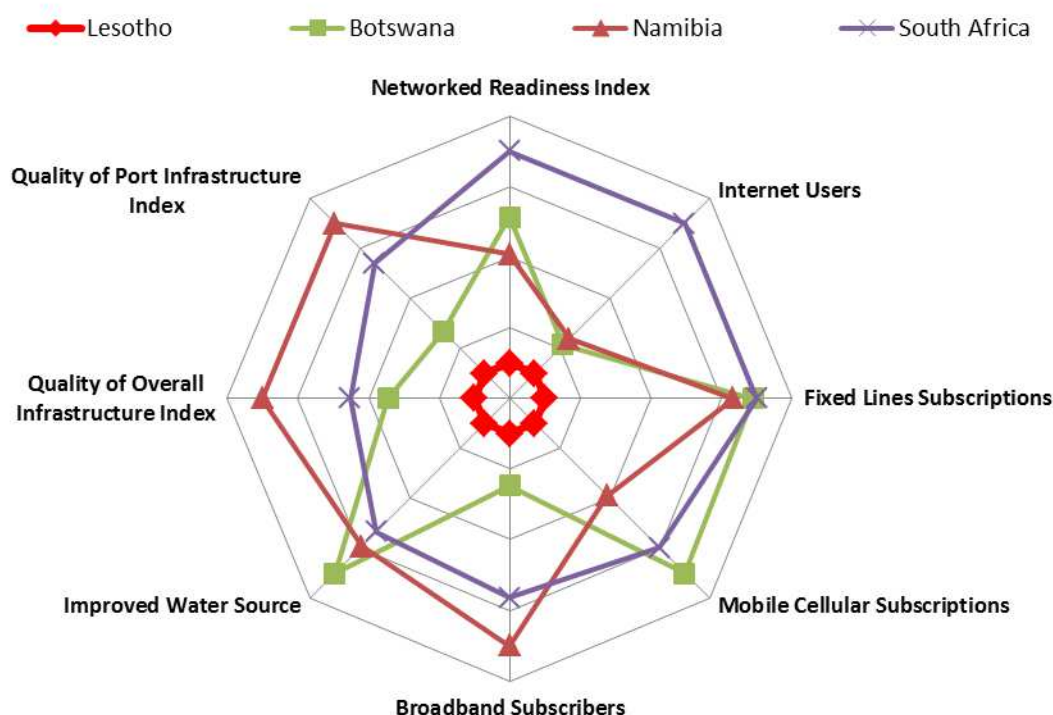 Lesotho
Botswana
Namibia
South Africa
Networked Readiness Index
Quality of Port Infrastructure
Index
Internet Users
Quality of Overall
Infrastructure Index
Fixed Lines Subscriptions
Improved Water Source
Mobile Cellular Subscriptions
Broadband Subscribers